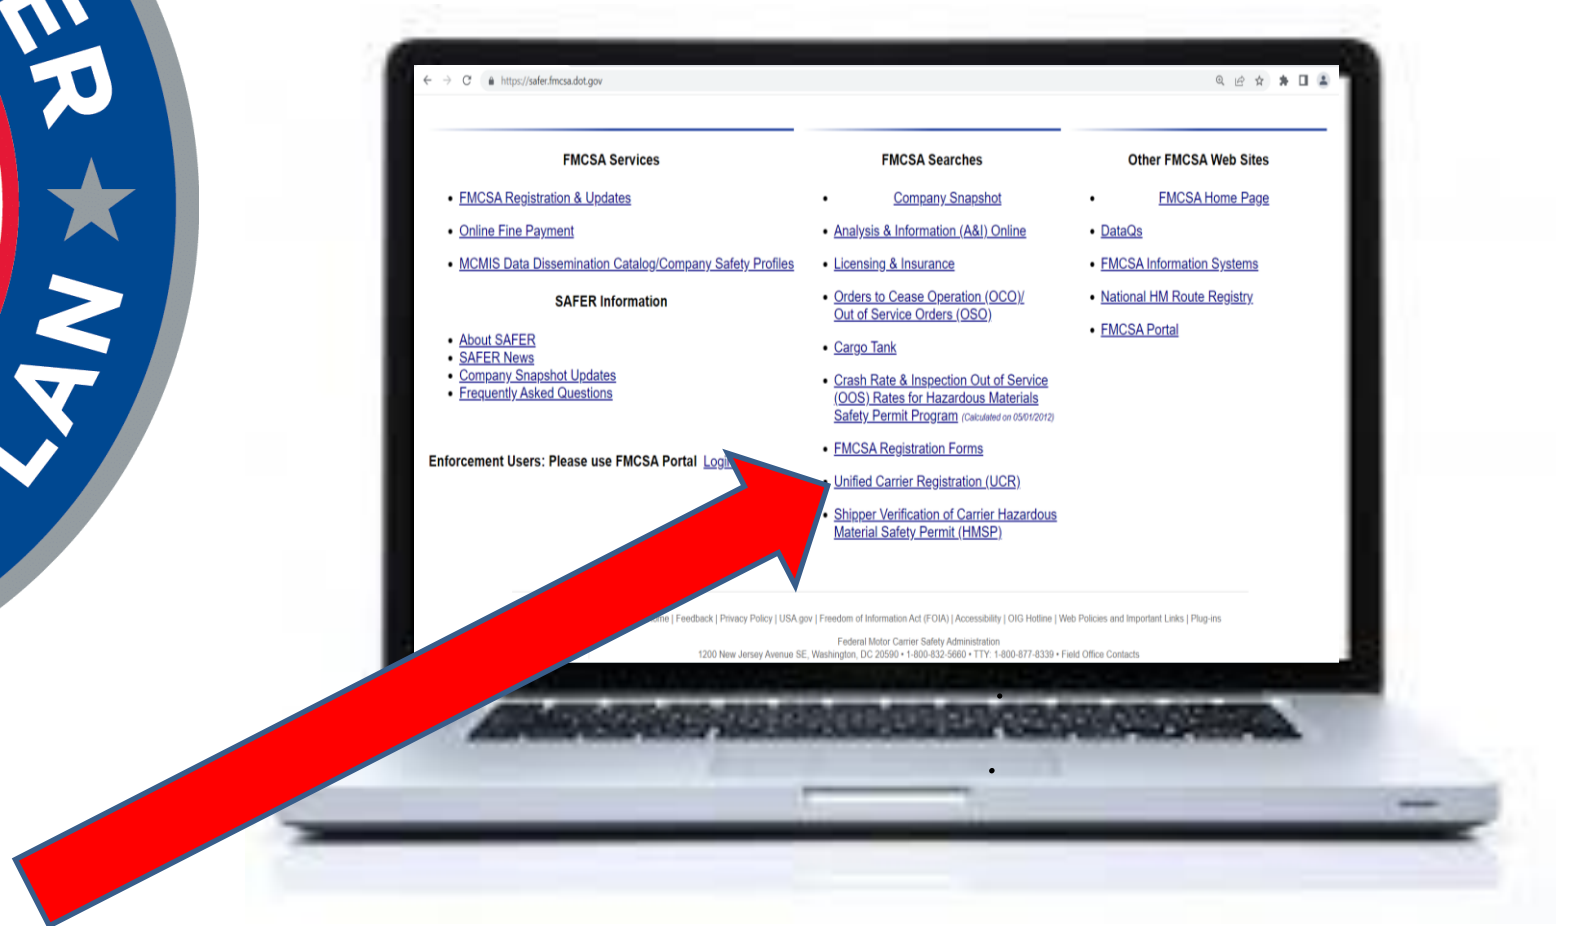 ER
LAN
https://safer.fmcsa.dot.gov
FMCSA Services
FMCSA Registration & Updates
Online Fine Payment
MCMIS Data Dissemination Catalog/Company Safety Profiles
SAFER Information
About SAFER
SAFER News
Company Snapshot Updates
Frequently Asked Questions
Enforcement Users: Please use FMCSA Portal Login
FMCSA Searches
Company Snapshot
Analysis & Information (A&I) Online
Licensing & Insurance
Orders to Cease Operation (OCO)/
Out of Service Orders (OSO)
Cargo Tank
Crash Rate & Inspection Out of Service
(OOS) Rates for Hazardous Materials
Safety Permit Program (Calculated on 05/01/2012)
FMCSA Registration Forms
Unified Carrier Registration (UCR)
Shipper Verification of Carrier Hazardous
Material Safety Permit (HMSP)
Other FMCSA Web Sites
FMCSA Home Page
DataQs
FMCSA Information Systems
National HM Route Registry
FMCSA Portal
| Feedback | Privacy Policy | USA.gov | Freedom of Information Act (FOIA) | Accessibility | OIG Hotline | Web Policies and Important Links | Plug-ins
Federal Motor Carrier Safety Administration
1200 New Jersey Avenue SE, Washington, DC 20590 • 1-800-832-5660 • TTY: 1-800-877-8339 • Field Office Contacts